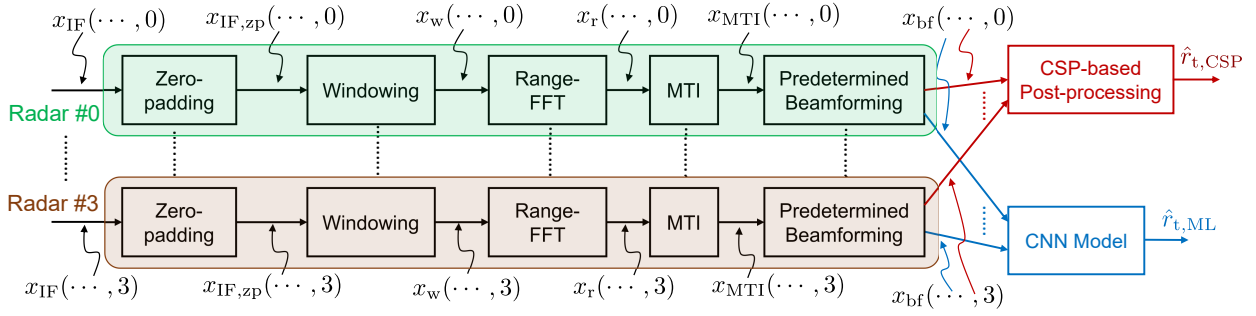 x_IF(⋯, 0) x_IF,zp(⋯, 0) x_w(⋯, 0) x_r(⋯, 0) x_MTI(⋯, 0) x_bf(⋯, 0)
Radar #0
Zero-
padding
Windowing
Range-
FFT
MTI
Predetermined
Beamforming
CSP-based
Post-processing
r̂_t,CSP
Radar #3
Zero-
padding
Windowing
Range-
FFT
MTI
Predetermined
Beamforming
CNN Model
r̂_t,ML
x_IF(⋯, 3) x_IF,zp(⋯, 3) x_w(⋯, 3) x_r(⋯, 3) x_MTI(⋯, 3) x_bf(⋯, 3)